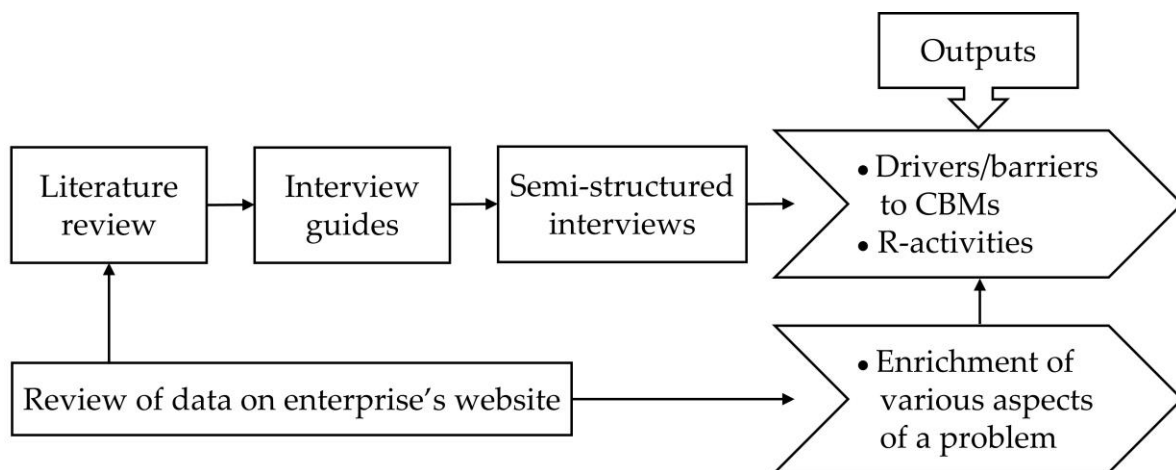 Outputs
Literature
review
Interview
guides
Semi-structured
interviews
• Drivers/barriers
to CBMs
• R-activities
Review of data on enterprise’s website
• Enrichment of
various aspects
of a problem